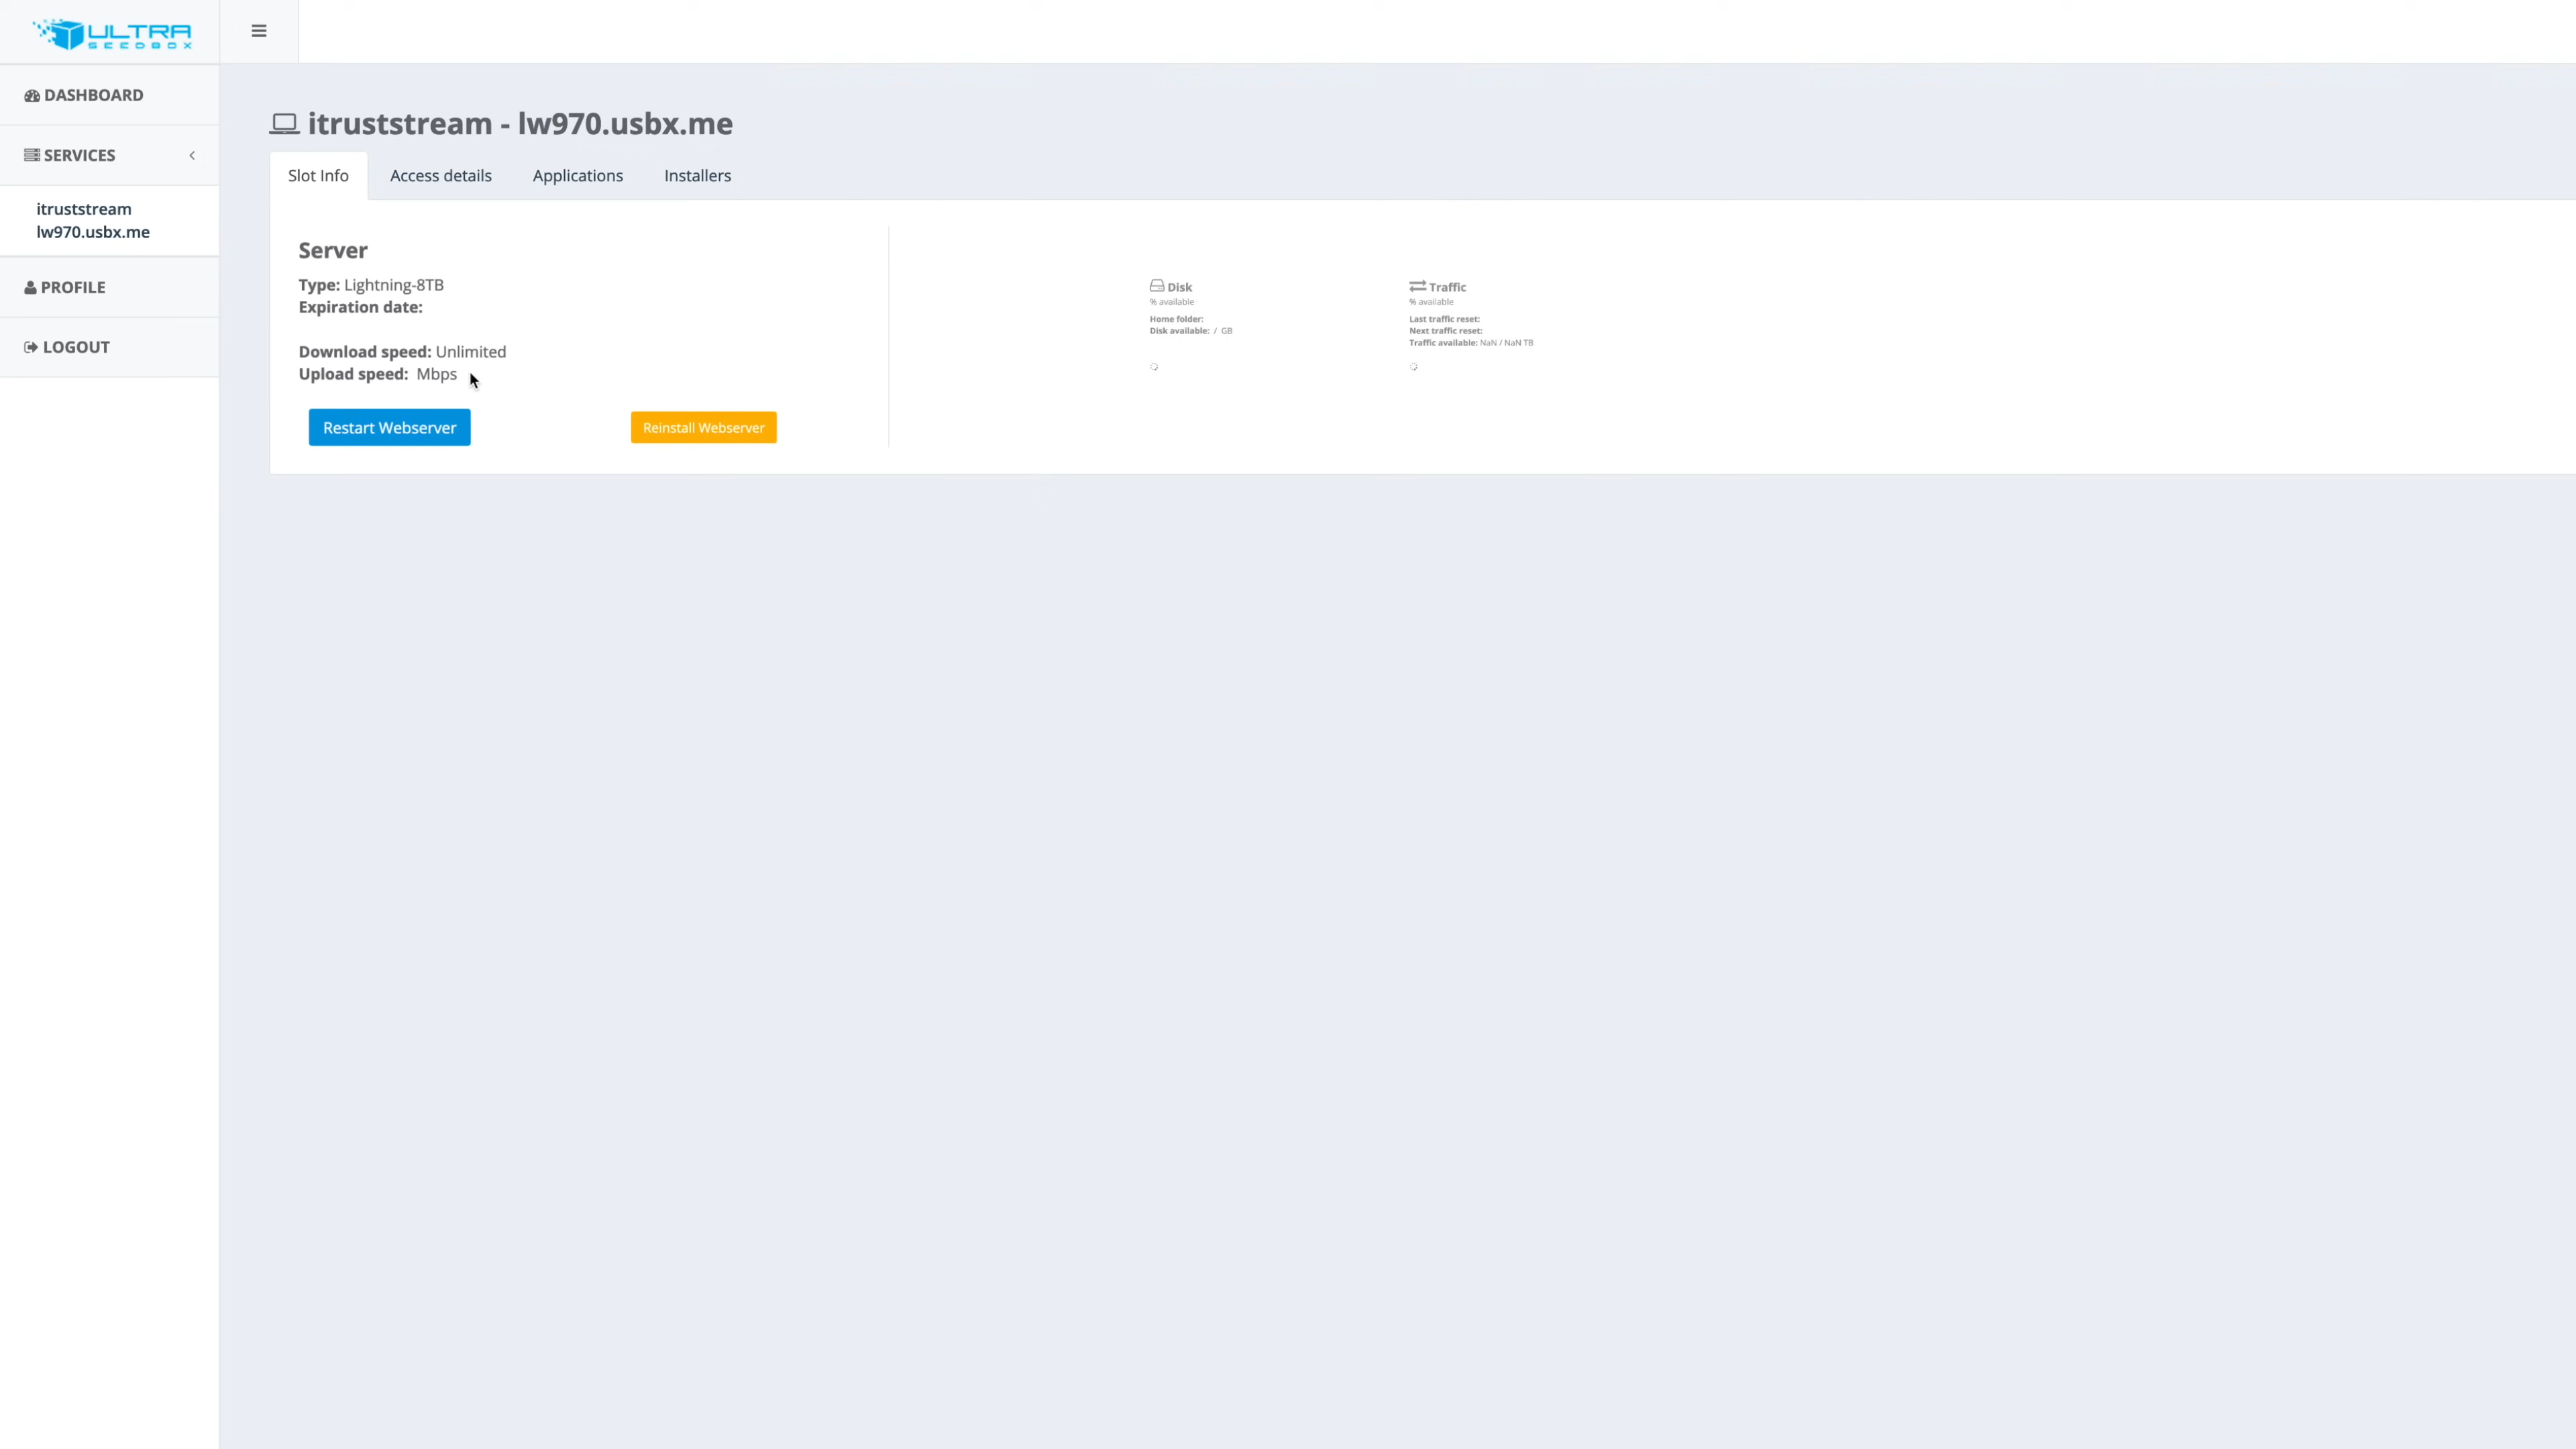 ULTRA
SEEDBOX
DASHBOARD
SERVICES
itruststream
lw970.usbx.me
PROFILE
LOGOUT
itruststream - lw970.usbx.me
Slot Info Access details Applications Installers
Server
Type: Lightning-8TB
Expiration date:
Download speed: Unlimited
Upload speed: Mbps
Restart Webserver Reinstall Webserver
Disk
% available
Home folder:
Disk available: / GB
Traffic
% available
Last traffic reset:
Next traffic reset:
Traffic available: NaN / NaN TB